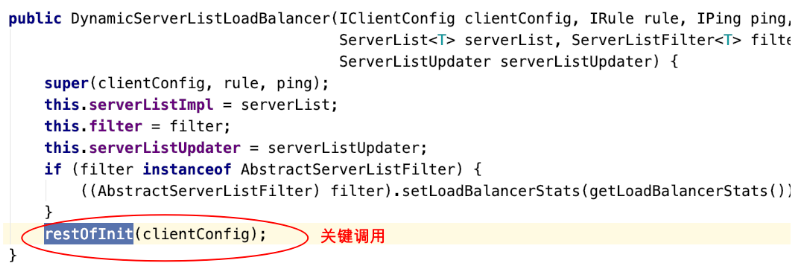 public DynamicServerListLoadBalancer(IClientConfig clientConfig, IRule rule, IPing ping,
ServerList<T> serverList, ServerListFilter<T> filte
ServerListUpdater serverListUpdater) {
super(clientConfig, rule, ping);
this.serverListImpl = serverList;
this.filter = filter;
this.serverListUpdater = serverListUpdater;
if (filter instanceof AbstractServerListFilter) {
((AbstractServerListFilter) filter).setLoadBalancerStats(getLoadBalancerStats())
}
restOfInit(clientConfig); 关键调用
}